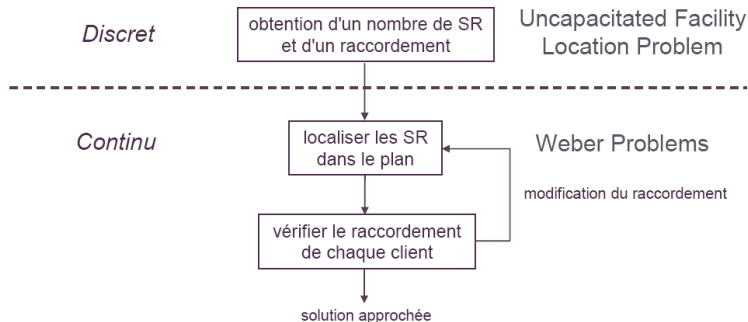 Discret
obtention d'un nombre de SR
et d'un raccordement
Uncapacitated Facility
Location Problem
Continu
localiser les SR
dans le plan
Weber Problems
modification du raccordement
vérifier le raccordement
de chaque client
solution approchée